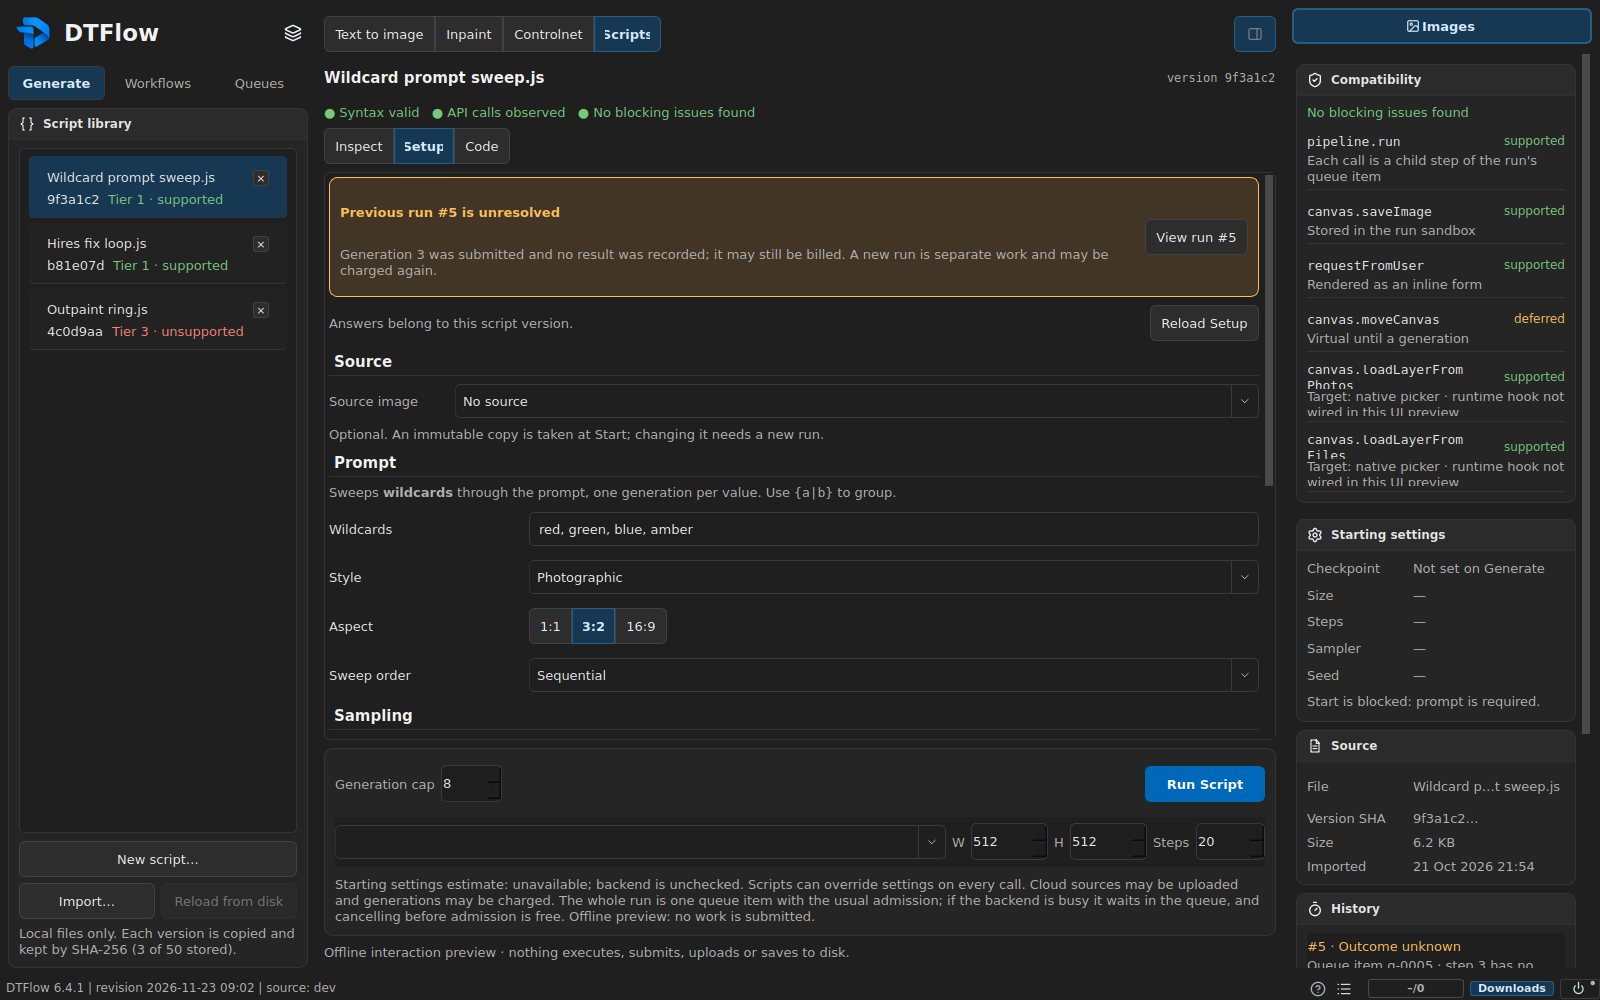 DTFlow
Generate
Workflows
Queues
Script library
Wildcard prompt sweep.js
9f3a1c2 Tier 1 · supported
Hires fix loop.js
b81e07d Tier 1 · supported
Outpaint ring.js
4c0d9aa Tier 3 · unsupported
New script...
Import...
Reload from disk
Local files only. Each version is copied and
kept by SHA-256 (3 of 50 stored).
Text to image
Inpaint
Controlnet
Scripts
Wildcard prompt sweep.js
version 9f3a1c2
Syntax valid
API calls observed
No blocking issues found
Inspect
Setup
Code
Previous run #5 is unresolved
Generation 3 was submitted and no result was recorded; it may still be billed. A new run is separate work and may be
charged again.
View run #5
Answers belong to this script version.
Reload Setup
Source
Source image
No source
Optional. An immutable copy is taken at Start; changing it needs a new run.
Prompt
Sweeps wildcards through the prompt, one generation per value. Use {a|b} to group.
Wildcards
red, green, blue, amber
Style
Photographic
Aspect
1:1
3:2
16:9
Sweep order
Sequential
Sampling
Generation cap
8
Run Script
W
512
H
512
Steps
20
Starting settings estimate: unavailable; backend is unchecked. Scripts can override settings on every call. Cloud sources may be uploaded
and generations may be charged. The whole run is one queue item with the usual admission; if the backend is busy it waits in the queue, and
cancelling before admission is free. Offline preview: no work is submitted.
Offline interaction preview · nothing executes, submits, uploads or saves to disk.
Images
Compatibility
No blocking issues found
pipeline.run
supported
Each call is a child step of the run's
queue item
canvas.saveImage
supported
Stored in the run sandbox
requestFromUser
supported
Rendered as an inline form
canvas.moveCanvas
deferred
Virtual until a generation
canvas.loadLayerFrom
Photos
supported
Target: native picker · runtime hook not
wired in this UI preview
canvas.loadLayerFrom
Files
supported
Target: native picker · runtime hook not
wired in this UI preview
Starting settings
Checkpoint
Not set on Generate
Size
—
Steps
—
Sampler
—
Seed
—
Start is blocked: prompt is required.
Source
File
Wildcard p...t sweep.js
Version SHA
9f3a1c2...
Size
6.2 KB
Imported
21 Oct 2026 21:54
History
#5 · Outcome unknown
Queue item q-0005 · step 3 has no
DTFlow 6.4.1 | revision 2026-11-23 09:02 | source: dev
-/0
Downloads